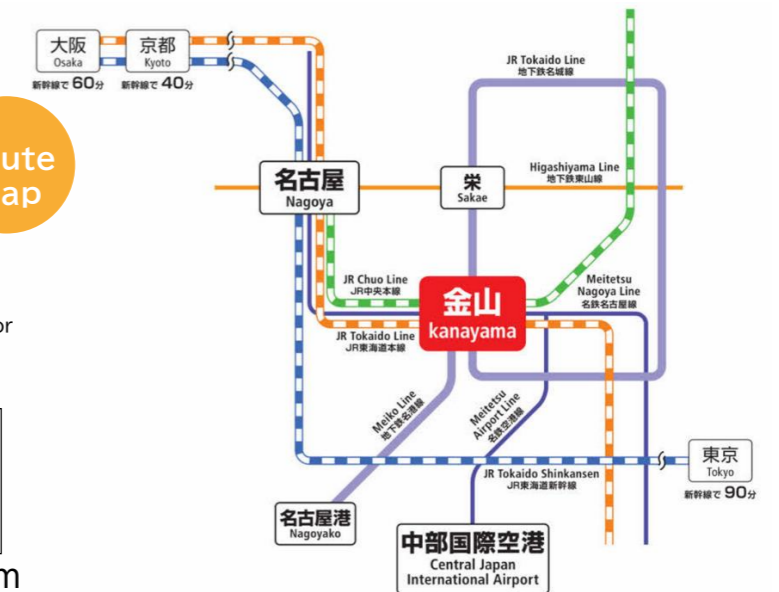 大阪
Osaka
新幹線で 60分
京都
Kyoto
新幹線で 40分
JR Tokaido Line
地下鉄名城線
ute
ap
名古屋
Nagoya
栄
Sakae
Higashiyama Line
地下鉄東山線
JR Chuo Line
JR中央本線
金山
kanayama
Meitetsu
Nagoya Line
名鉄名古屋線
or
JR Tokaido Line
JR東海道本線
Meiko Line
地下鉄名港線
Meitetsu
Airport Line
名鉄空港線
JR Tokaido Shinkansen
JR東海道新幹線
東京
Tokyo
新幹線で 90分
名古屋港
Nagoyako
中部国際空港
Central Japan
International Airport
m